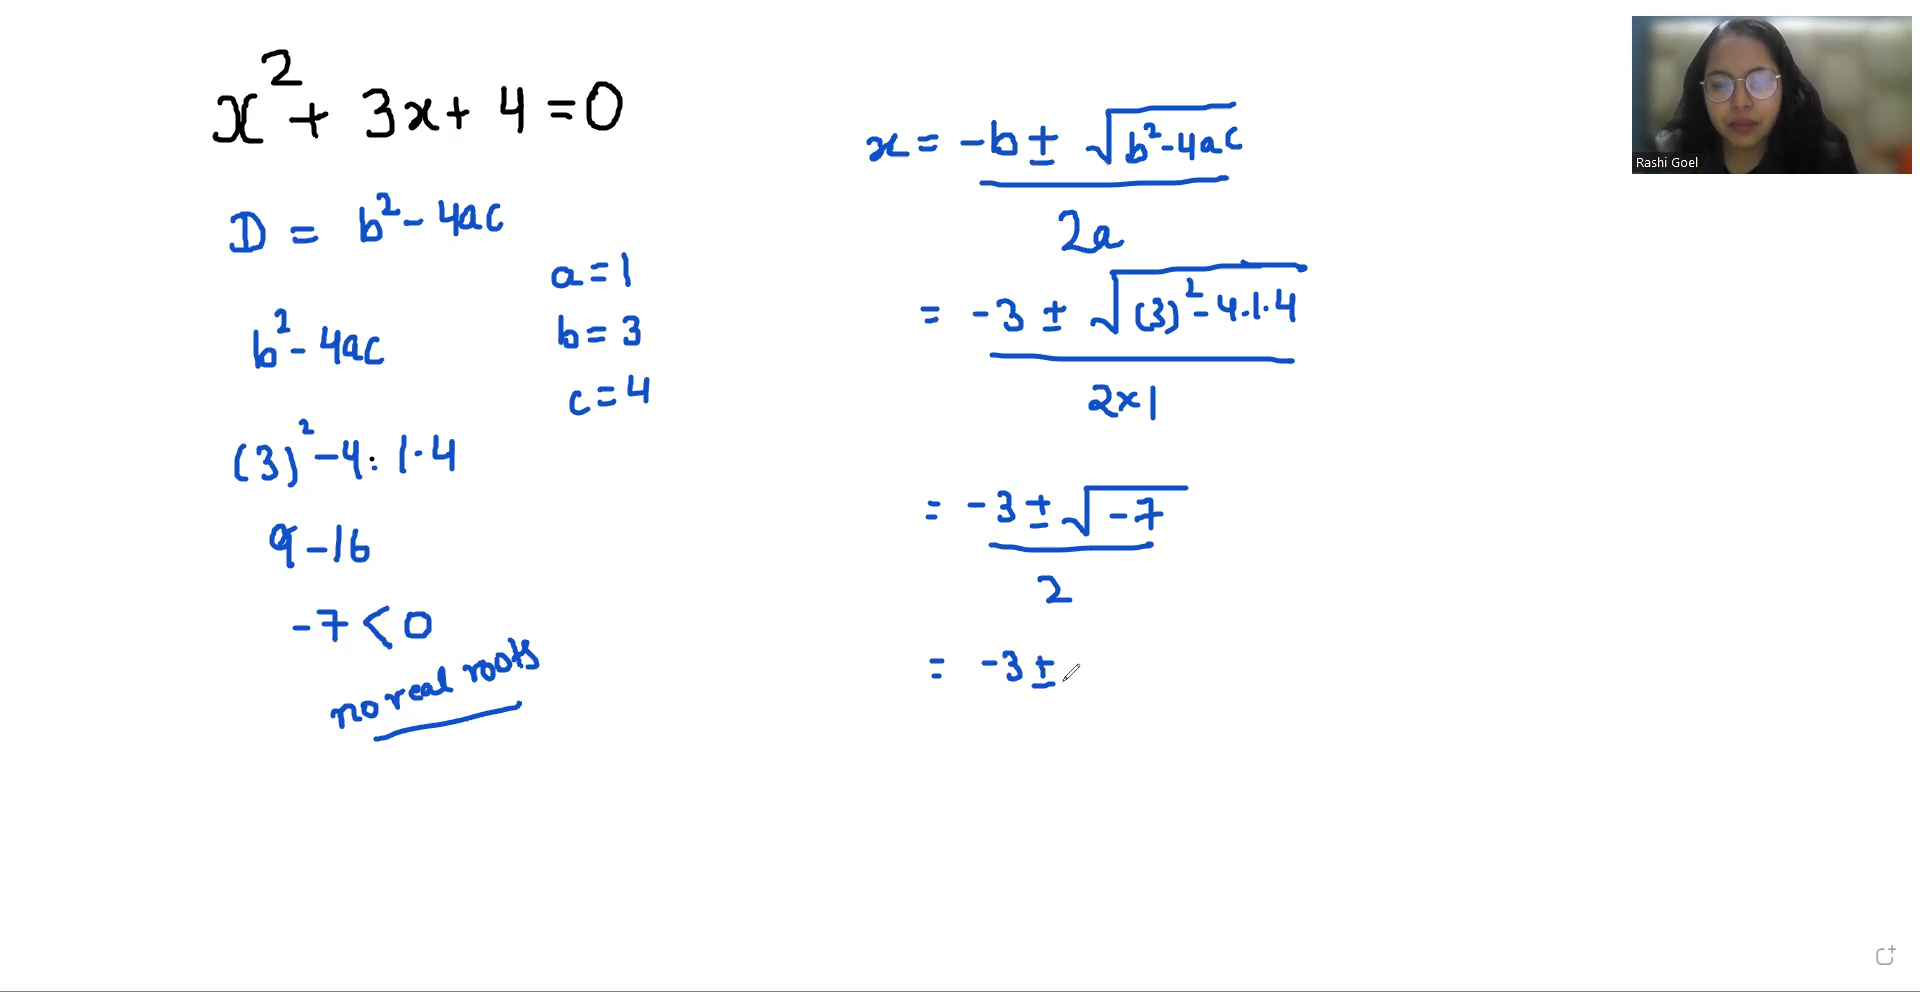 x² + 3x + 4 = 0
D = b² - 4ac
a = 1
b² - 4ac
b = 3
c = 4
(3)² - 4 · 1 · 4
9 - 16
-7 < 0
no real roots
x = -b ± √b² - 4ac
2a
= -3 ± √(3)² - 4 · 1 · 4
2 × 1
= -3 ± √-7
2
= -3 ±
Rashi Goel